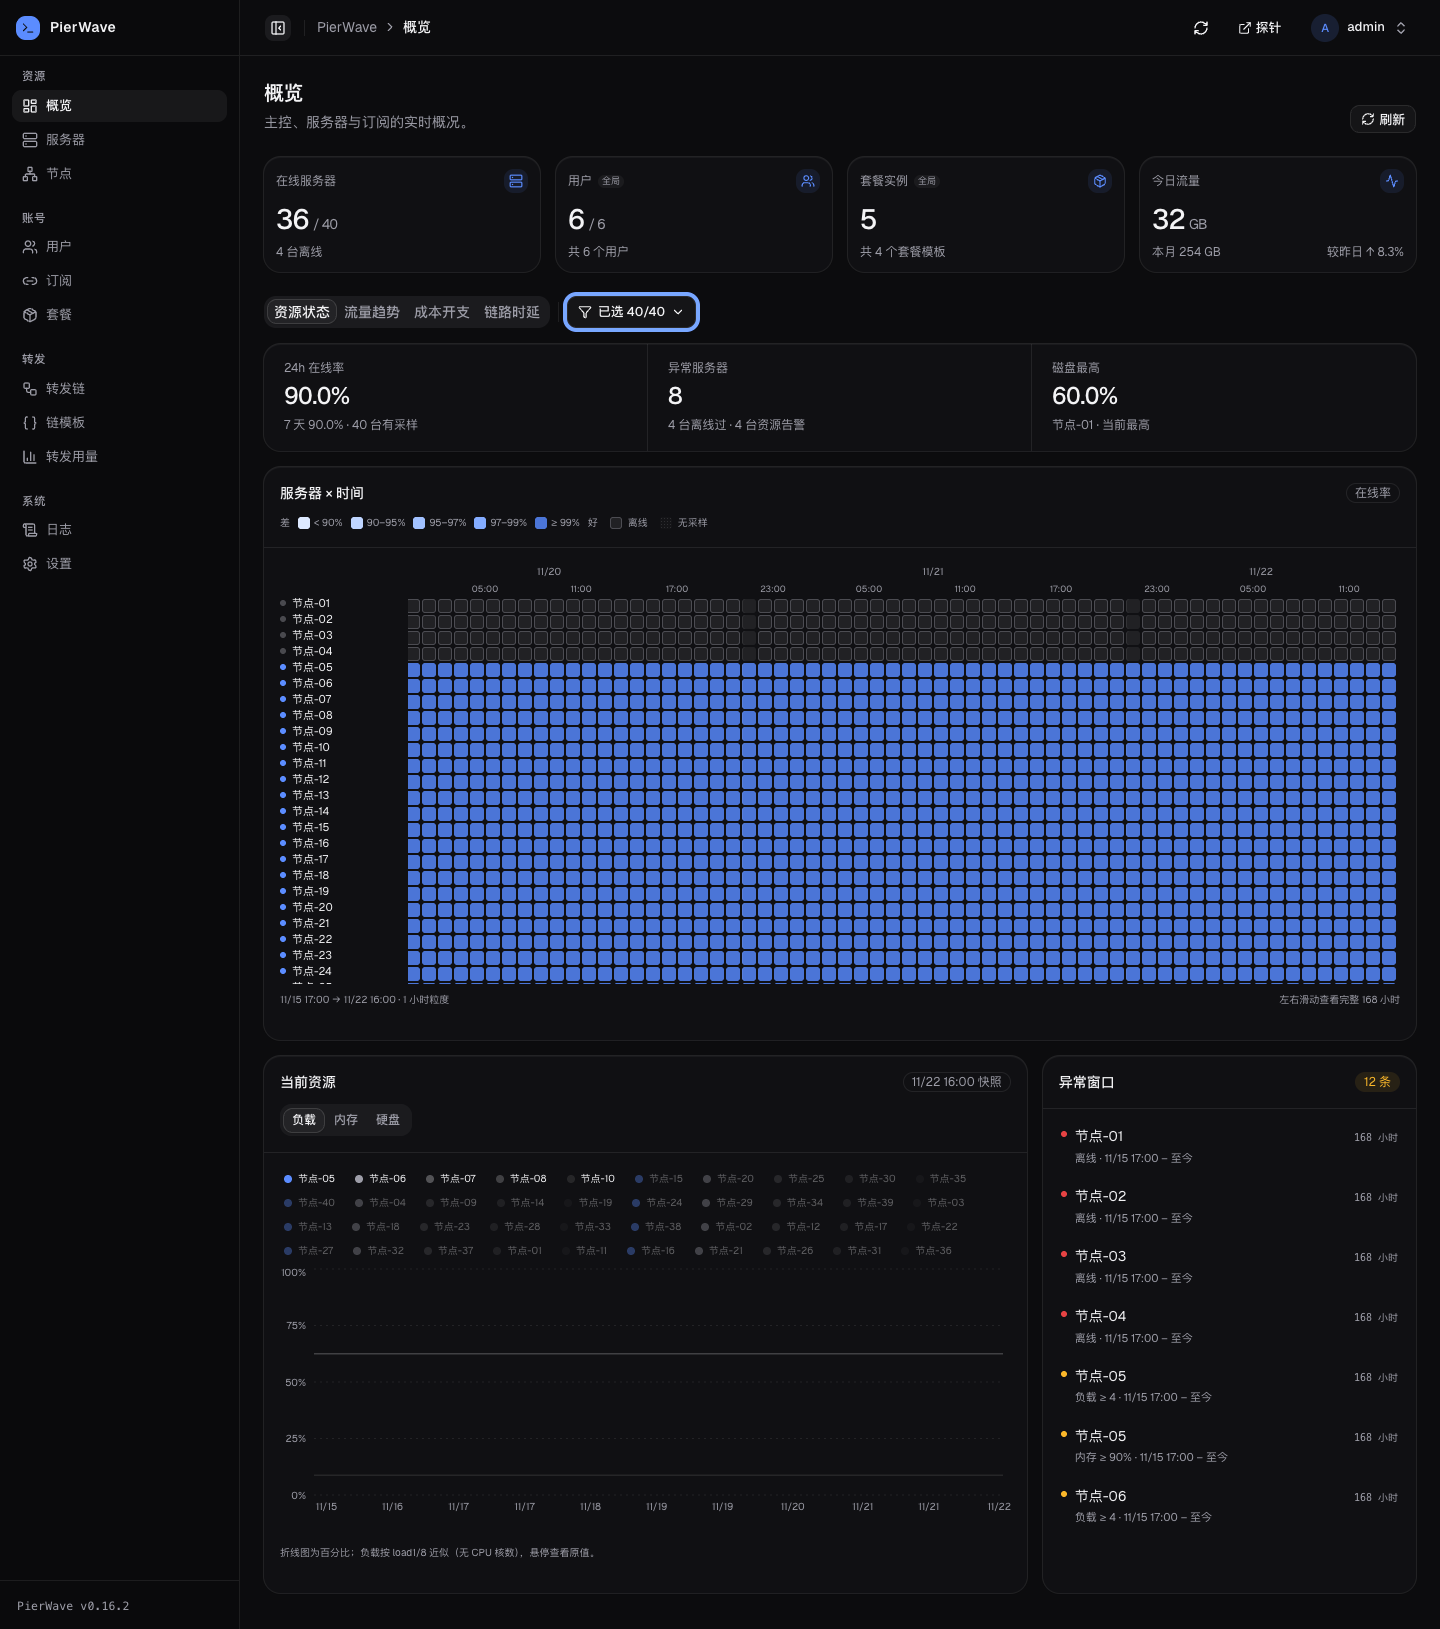 PierWave
PierWave > 概览
探针
A admin
资源
概览
服务器
节点
账号
用户
订阅
套餐
转发
转发链
链模板
转发用量
系统
日志
设置
PierWave v0.16.2
概览
主控、服务器与订阅的实时概况。
刷新
在线服务器
36 / 40
4 台离线
用户 全局
6 / 6
共 6 个用户
套餐实例 全局
5
共 4 个套餐模板
今日流量
32 GB
本月 254 GB 较昨日 ↑ 8.3%
资源状态 流量趋势 成本开支 链路时延 已选 40/40
24h 在线率
90.0%
7 天 90.0% · 40 台有采样
异常服务器
8
4 台离线过 · 4 台资源告警
磁盘最高
60.0%
节点-01 · 当前最高
服务器 × 时间 在线率
差 < 90% 90–95% 95–97% 97–99% ≥ 99% 好 离线 无采样
11/20 11/21 11/22
05:00 11:00 17:00 23:00 05:00 11:00 17:00 23:00 05:00 11:00
节点-01
节点-02
节点-03
节点-04
节点-05
节点-06
节点-07
节点-08
节点-09
节点-10
节点-11
节点-12
节点-13
节点-14
节点-15
节点-16
节点-17
节点-18
节点-19
节点-20
节点-21
节点-22
节点-23
节点-24
11/15 17:00 → 11/22 16:00 · 1 小时粒度 左右滑动查看完整 168 小时
当前资源 11/22 16:00 快照
负载 内存 硬盘
节点-05 节点-06 节点-07 节点-08 节点-10 节点-15 节点-20 节点-25 节点-30 节点-35
节点-40 节点-04 节点-09 节点-14 节点-19 节点-24 节点-29 节点-34 节点-39 节点-03
节点-13 节点-18 节点-23 节点-28 节点-33 节点-38 节点-02 节点-12 节点-17 节点-22
节点-27 节点-32 节点-37 节点-01 节点-11 节点-16 节点-21 节点-26 节点-31 节点-36
100%
75%
50%
25%
0%
11/15 11/16 11/17 11/17 11/18 11/19 11/19 11/20 11/21 11/21 11/22
折线图为百分比；负载按 load1/8 近似（无 CPU 核数），悬停查看原值。
异常窗口 12 条
节点-01 168 小时
离线 · 11/15 17:00 – 至今
节点-02 168 小时
离线 · 11/15 17:00 – 至今
节点-03 168 小时
离线 · 11/15 17:00 – 至今
节点-04 168 小时
离线 · 11/15 17:00 – 至今
节点-05 168 小时
负载 ≥ 4 · 11/15 17:00 – 至今
节点-05 168 小时
内存 ≥ 90% · 11/15 17:00 – 至今
节点-06 168 小时
负载 ≥ 4 · 11/15 17:00 – 至今